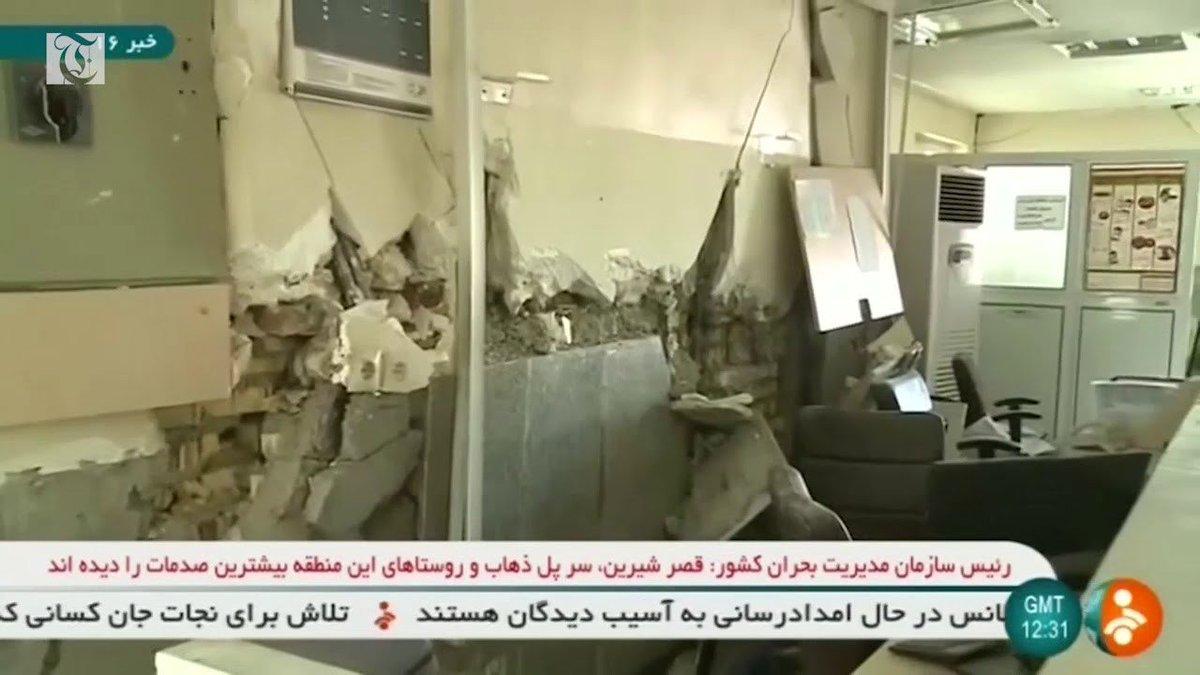 خبر ۱۶
رئیس سازمان مدیریت بحران کشور: قصر شیرین، سر پل ذهاب و روستاهای این منطقه بیشترین صدمات را دیده اند
در حال امدادرسانی به آسیب دیدگان هستند تلاش برای نجات جان کسانی
GMT
12:31